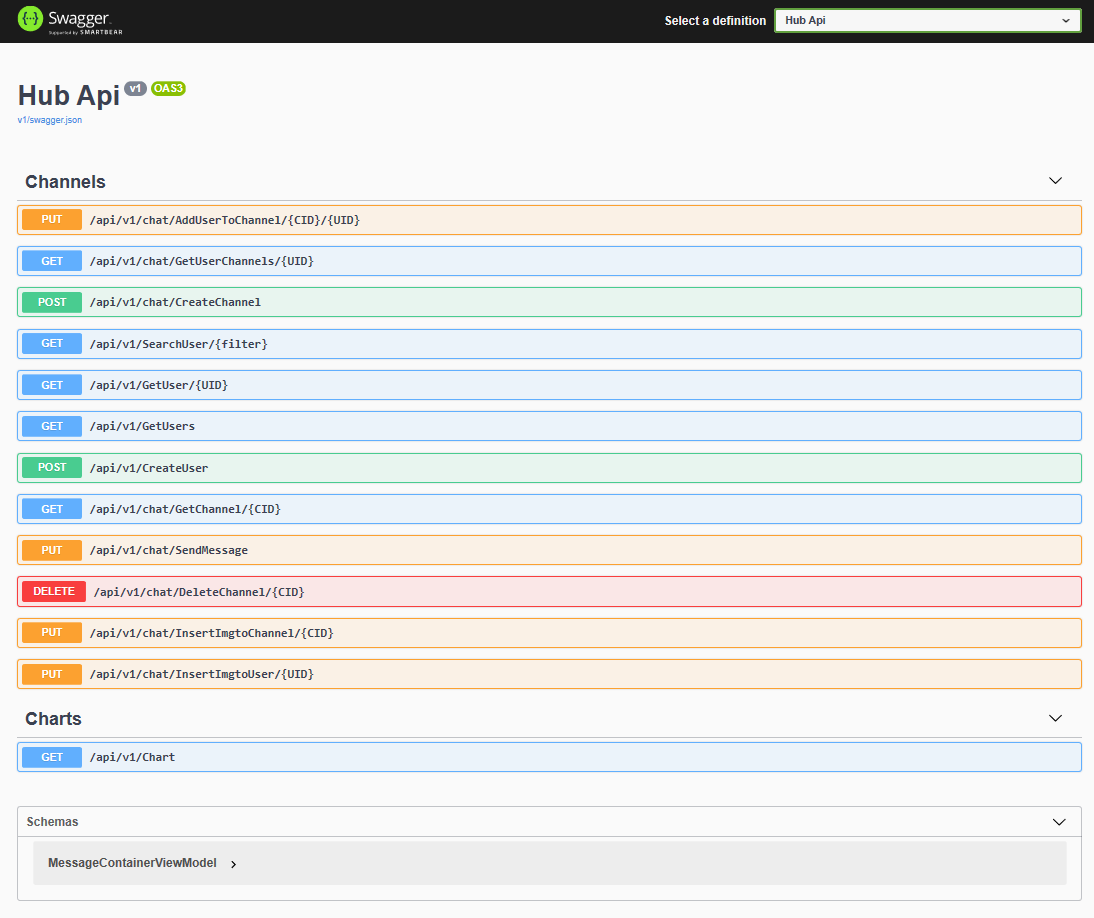 Swagger
Supported by SMARTBEAR
Select a definition
Hub Api
Hub Api v1 OAS3
v1/swagger.json
Channels
PUT /api/v1/chat/AddUserToChannel/{CID}/{UID}
GET /api/v1/chat/GetUserChannels/{UID}
POST /api/v1/chat/CreateChannel
GET /api/v1/SearchUser/{filter}
GET /api/v1/GetUser/{UID}
GET /api/v1/GetUsers
POST /api/v1/CreateUser
GET /api/v1/chat/GetChannel/{CID}
PUT /api/v1/chat/SendMessage
DELETE /api/v1/chat/DeleteChannel/{CID}
PUT /api/v1/chat/InsertImgtoChannel/{CID}
PUT /api/v1/chat/InsertImgtoUser/{UID}
Charts
GET /api/v1/Chart
Schemas
MessageContainerViewModel